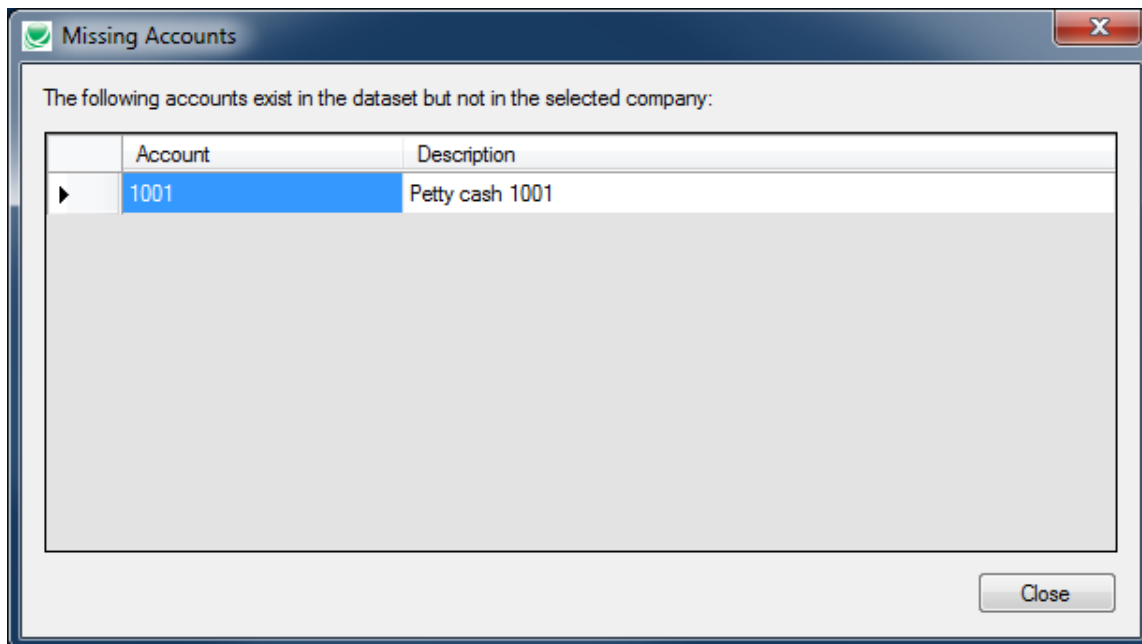 Missing Accounts
The following accounts exist in the dataset but not in the selected company:
Account Description
1001 Petty cash 1001
Close